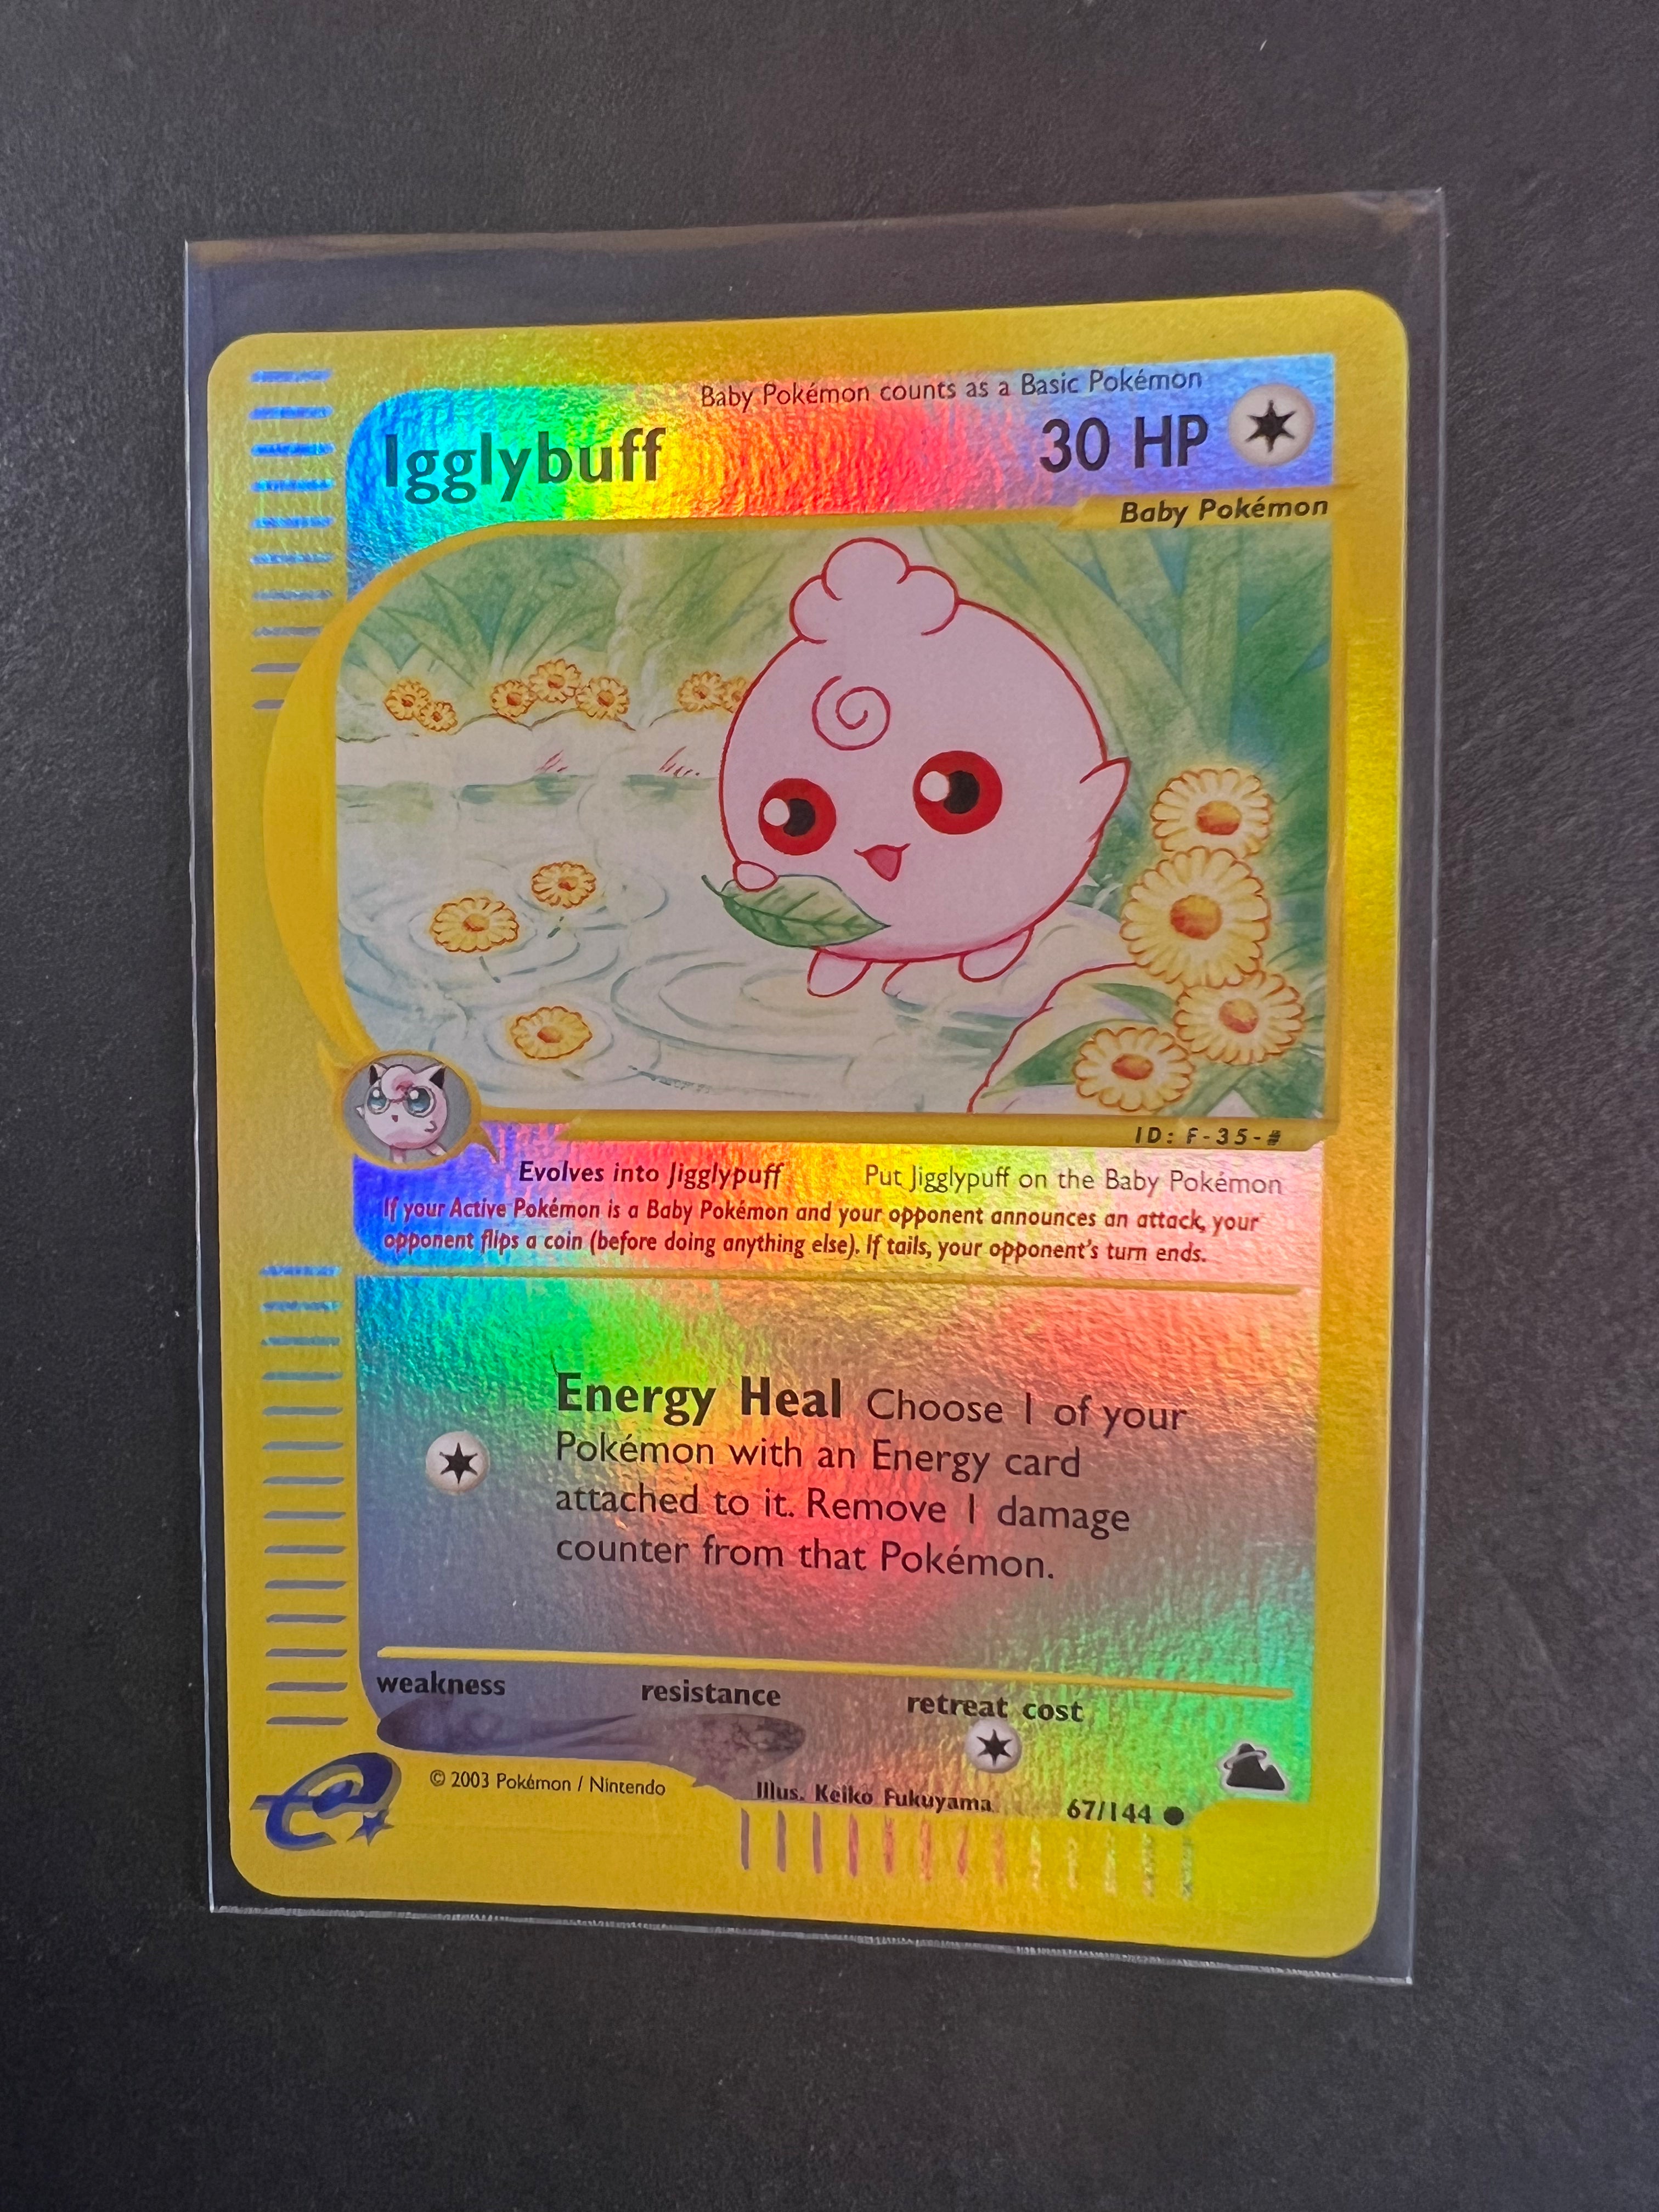 Baby Pokémon counts as a Basic Pokémon
Igglybuff 30 HP
Baby Pokémon
ID: F-35-#
Evolves into Jigglypuff Put Jigglypuff on the Baby Pokémon
If your Active Pokémon is a Baby Pokémon and your opponent announces an attack, your
opponent flips a coin (before doing anything else). If tails, your opponent's turn ends.
Energy Heal Choose 1 of your
Pokémon with an Energy card
attached to it. Remove 1 damage
counter from that Pokémon.
weakness resistance retreat cost
e
© 2003 Pokémon / Nintendo Illus. Keiko Fukuyama 67/144